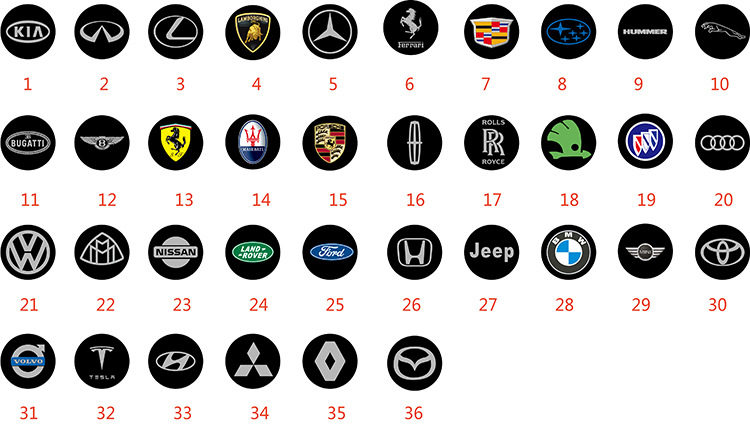 KIA
LAMBORGHINI
Ferrari
HUMMER
1 2 3 4 5 6 7 8 9 10
BUGATTI
B
MASERATI
ROLLS
RR
ROYCE
11 12 13 14 15 16 17 18 19 20
NISSAN
LAND-
-ROVER
Ford
Jeep
BMW
MINI
21 22 23 24 25 26 27 28 29 30
VOLVO
TESLA
31 32 33 34 35 36